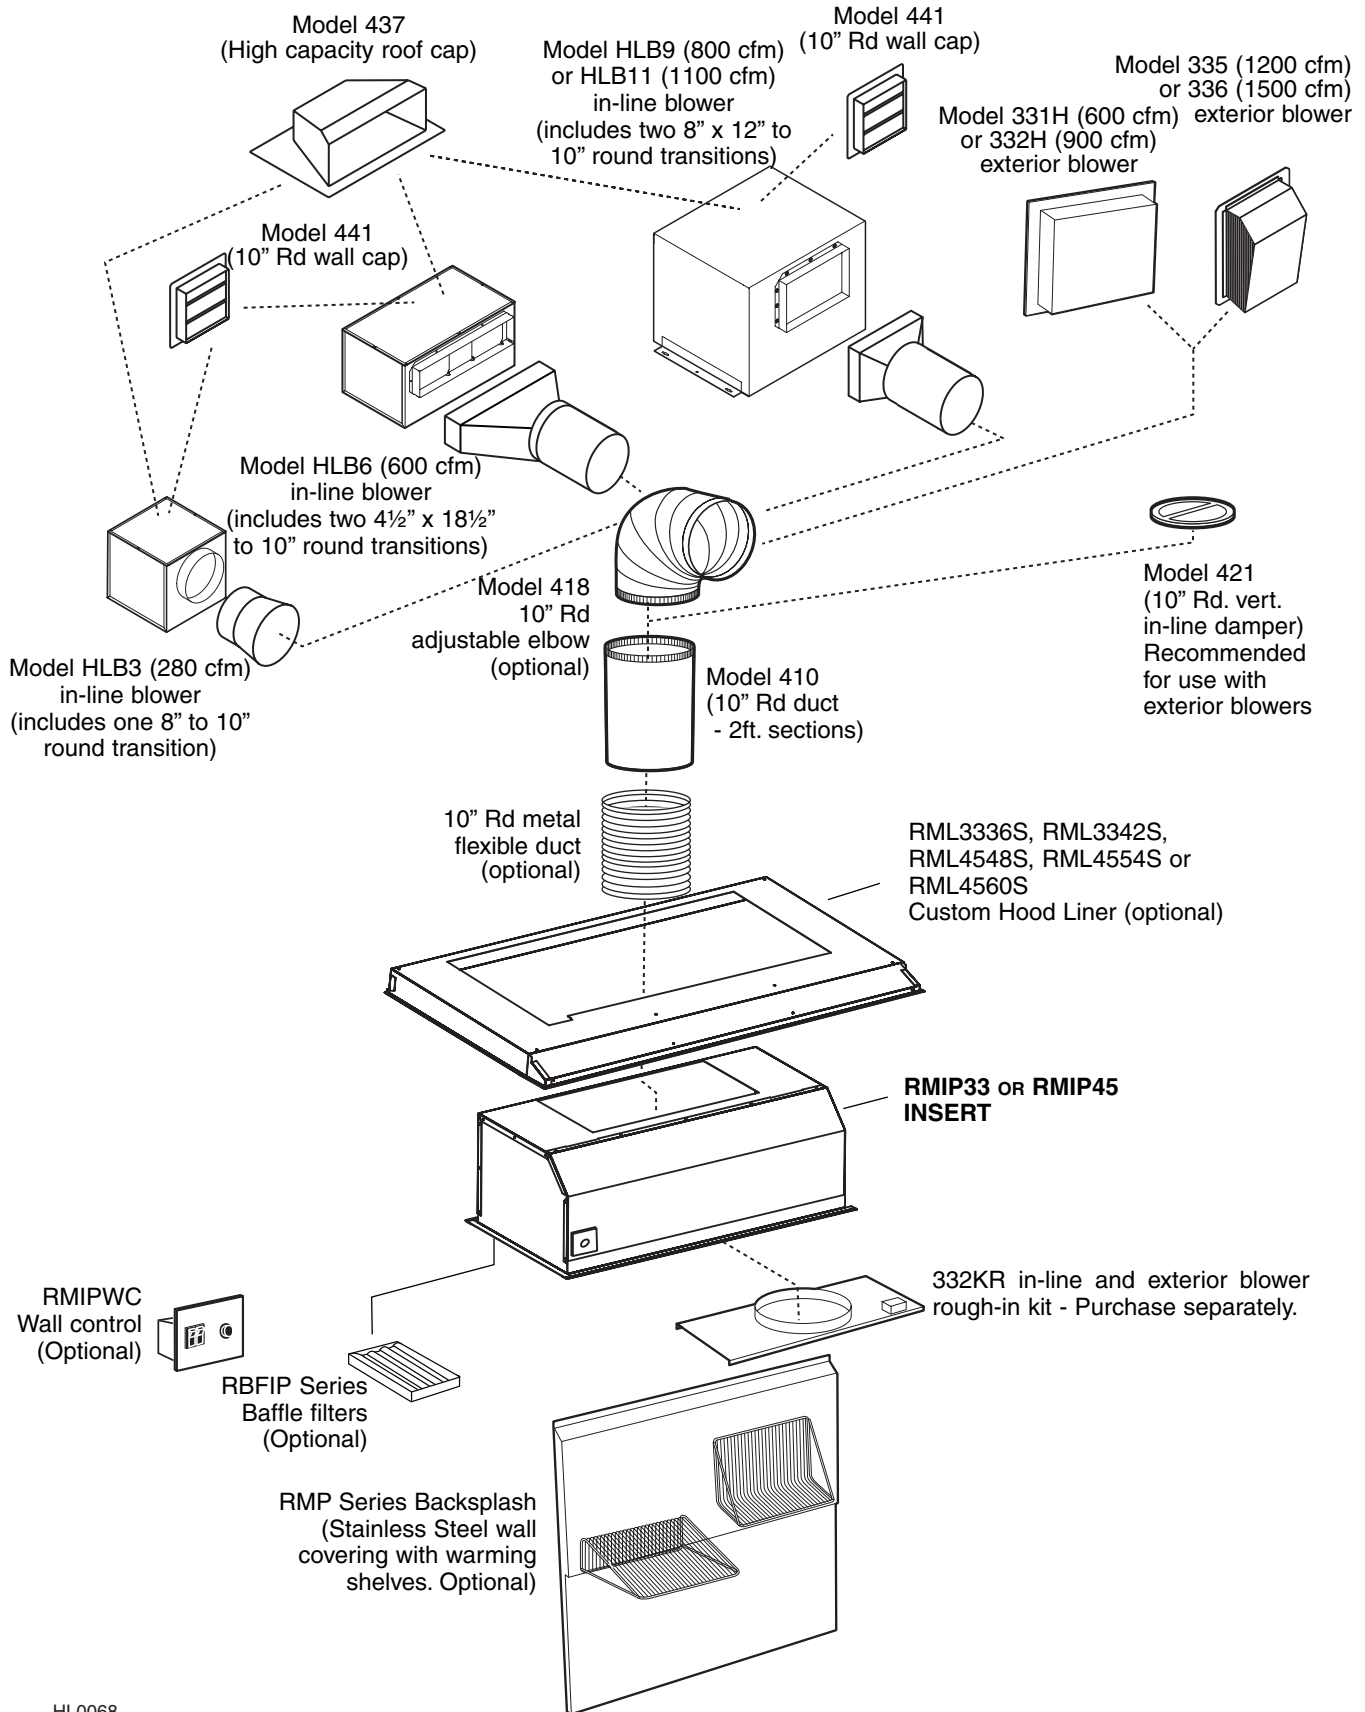 Model 437
(High capacity roof cap)
Model HLB9 (800 cfm)
or HLB11 (1100 cfm)
in-line blower
(includes two 8” x 12” to
10” round transitions)
Model 441
(10” Rd wall cap)
Model 335 (1200 cfm)
or 336 (1500 cfm)
exterior blower
Model 331H (600 cfm)
or 332H (900 cfm)
exterior blower
Model 441
(10” Rd wall cap)
Model HLB6 (600 cfm)
in-line blower
(includes two 4½” x 18½”
to 10” round transitions)
Model HLB3 (280 cfm)
in-line blower
(includes one 8” to 10”
round transition)
Model 418
10” Rd
adjustable elbow
(optional)
Model 421
(10” Rd. vert.
in-line damper)
Recommended
for use with
exterior blowers
Model 410
(10” Rd duct
- 2ft. sections)
10” Rd metal
flexible duct
(optional)
RML3336S, RML3342S,
RML4548S, RML4554S or
RML4560S
Custom Hood Liner (optional)
RMIP33 OR RMIP45
INSERT
332KR in-line and exterior blower
rough-in kit - Purchase separately.
RMIPWC
Wall control
(Optional)
RBFIP Series
Baffle filters
(Optional)
RMP Series Backsplash
(Stainless Steel wall
covering with warming
shelves. Optional)